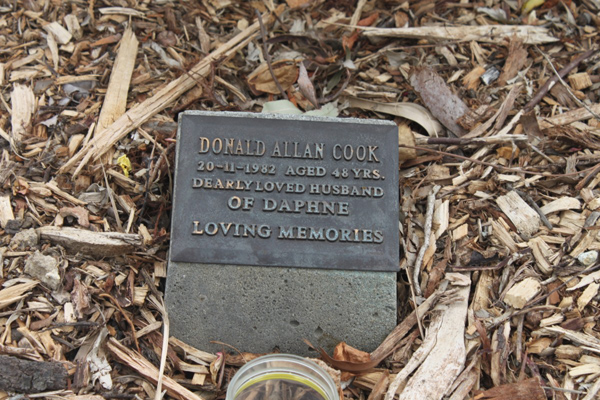 DONALD ALLAN COOK
20-11-1982 AGED 48 YRS.
DEARLY LOVED HUSBAND
OF DAPHNE
LOVING MEMORIES